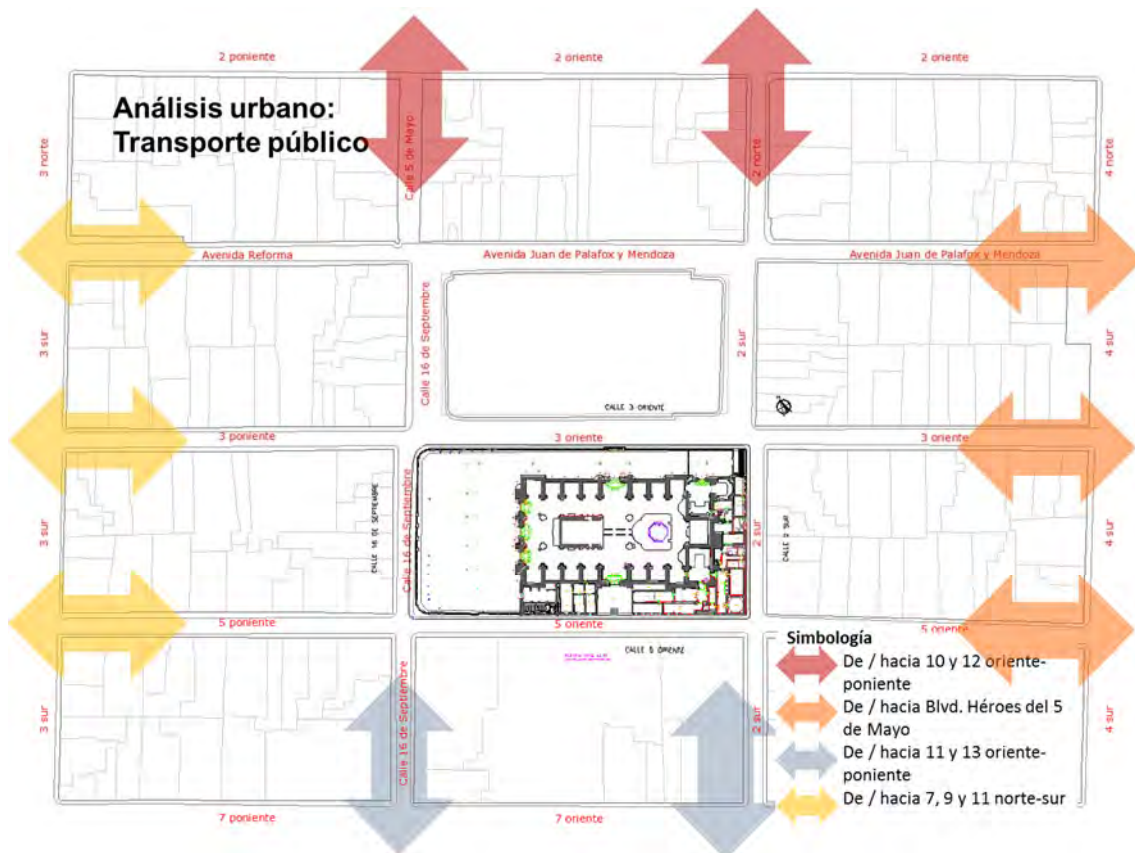 2 poniente
2 oriente
2 oriente
Análisis urbano:
Transporte público
3 norte
Calle 5 de Mayo
2 norte
4 norte
Avenida Reforma
Avenida Juan de Palafox y Mendoza
Avenida Juan de Palafox y Mendoza
3 sur
Calle 16 de Septiembre
2 sur
4 sur
CALLE 3 ORIENTE
3 poniente
3 oriente
3 oriente
3 sur
CALLE 16 DE SEPTIEMBRE
Calle 16 de Septiembre
2 sur
CALLE 2 SUR
4 sur
5 poniente
5 oriente
5 oriente
CALLE 5 ORIENTE
3 sur
Calle 16 de Septiembre
2 sur
4 sur
Simbología
De / hacia 10 y 12 oriente-
poniente
De / hacia Blvd. Héroes del 5
de Mayo
De / hacia 11 y 13 oriente-
poniente
De / hacia 7, 9 y 11 norte-sur
7 poniente
7 oriente